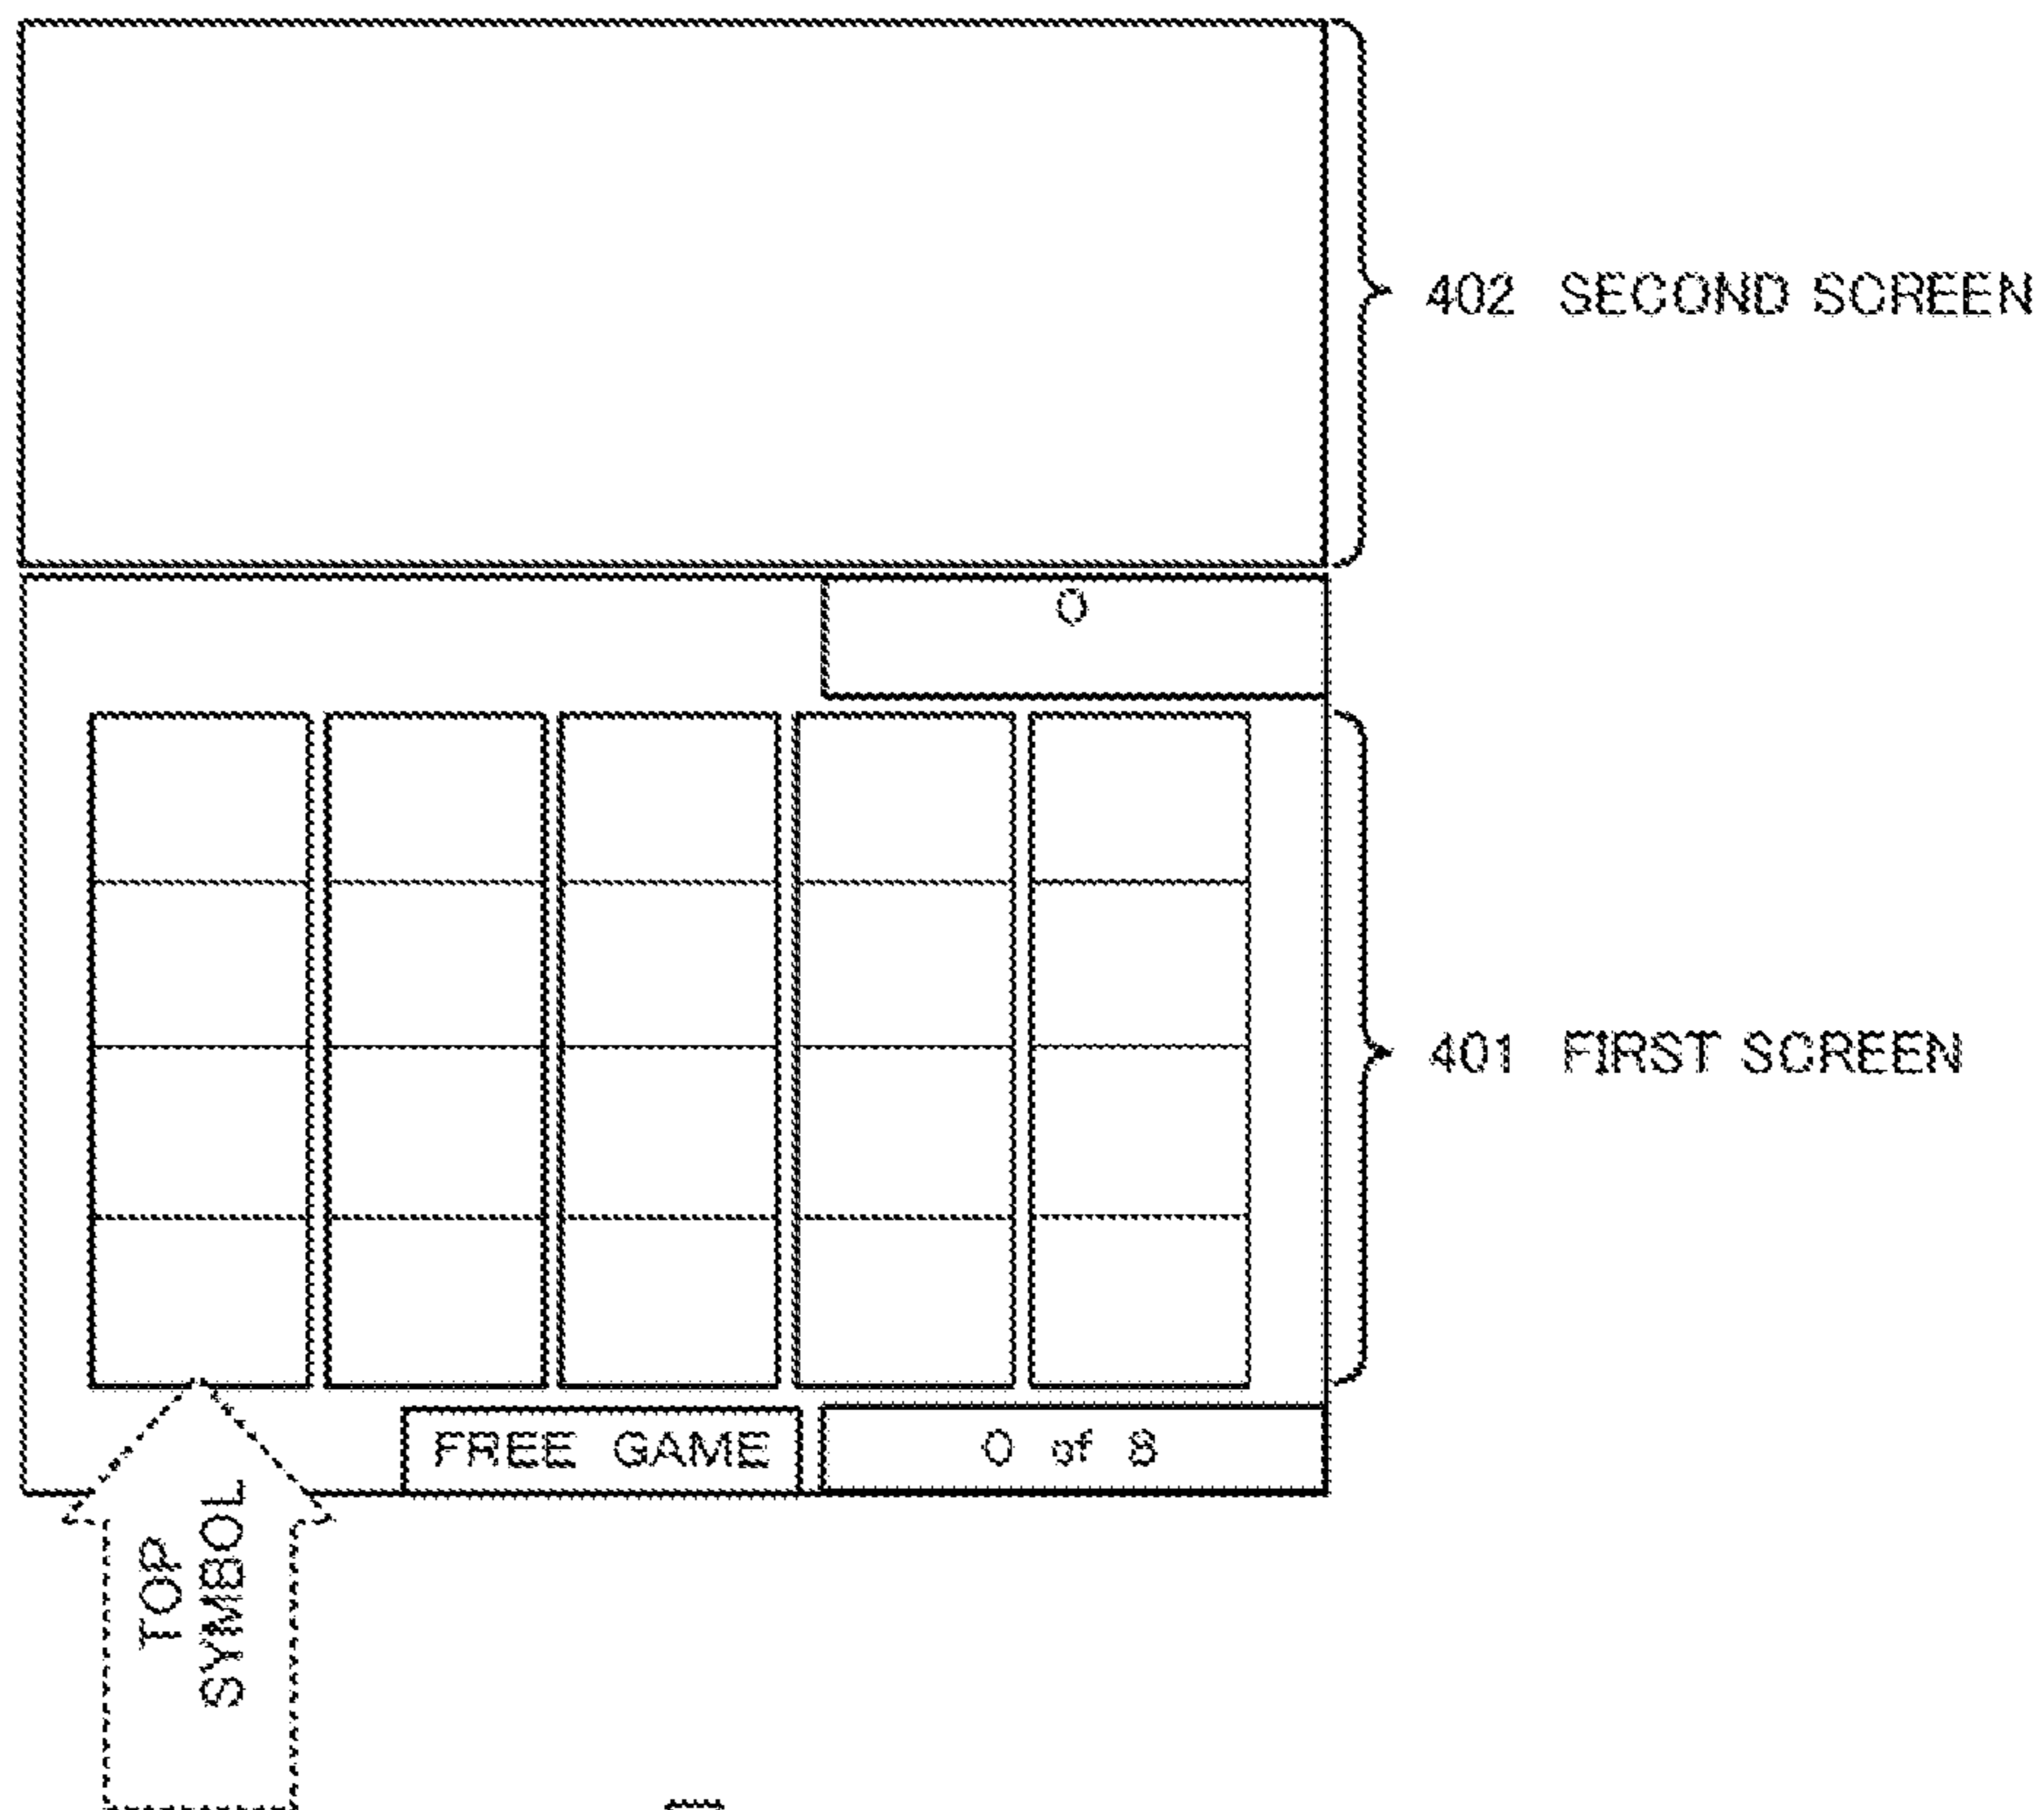 402 SECOND SCREEN
0
401 FIRST SCREEN
FREE GAME
0 of 8
TOP
SYMBOL